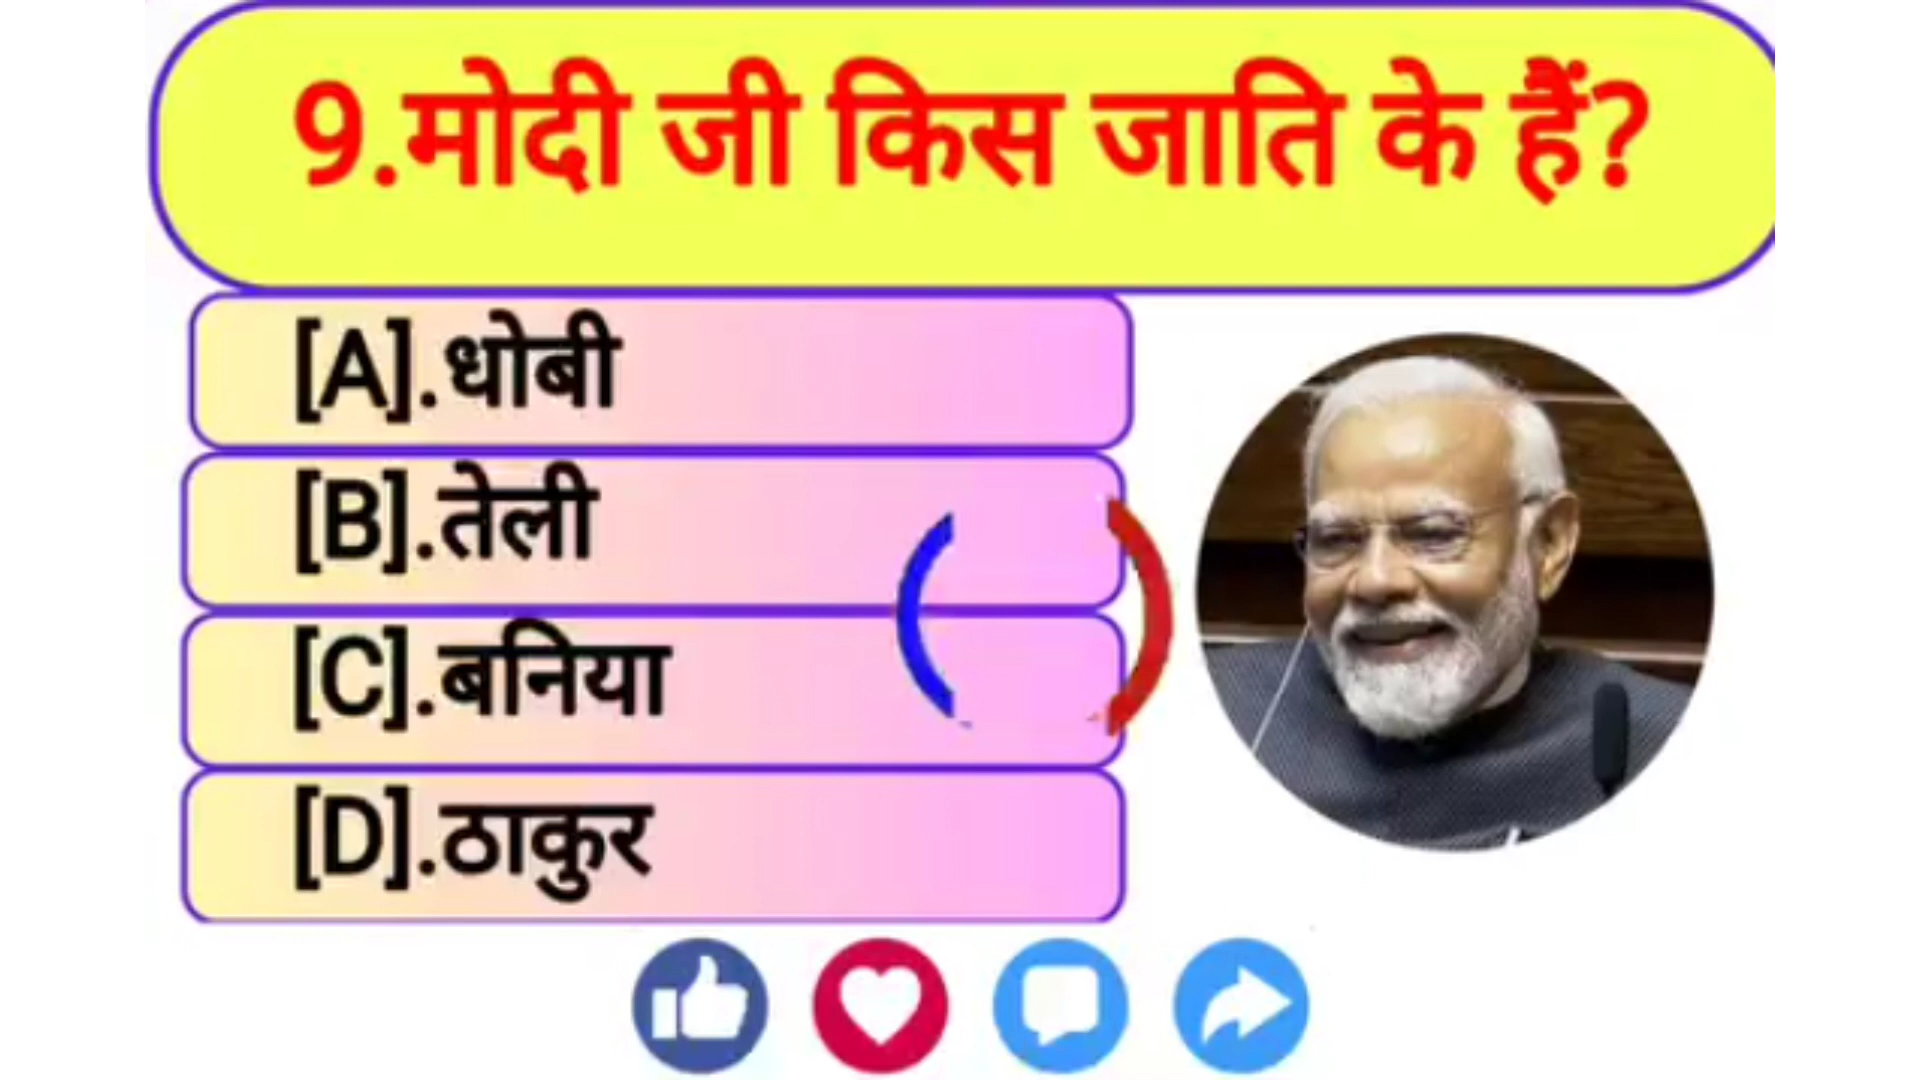 9.मोदी जी किस जाति के हैं?
[A].धोबी
[B].तेली
[C].बनिया
[D].ठाकुर